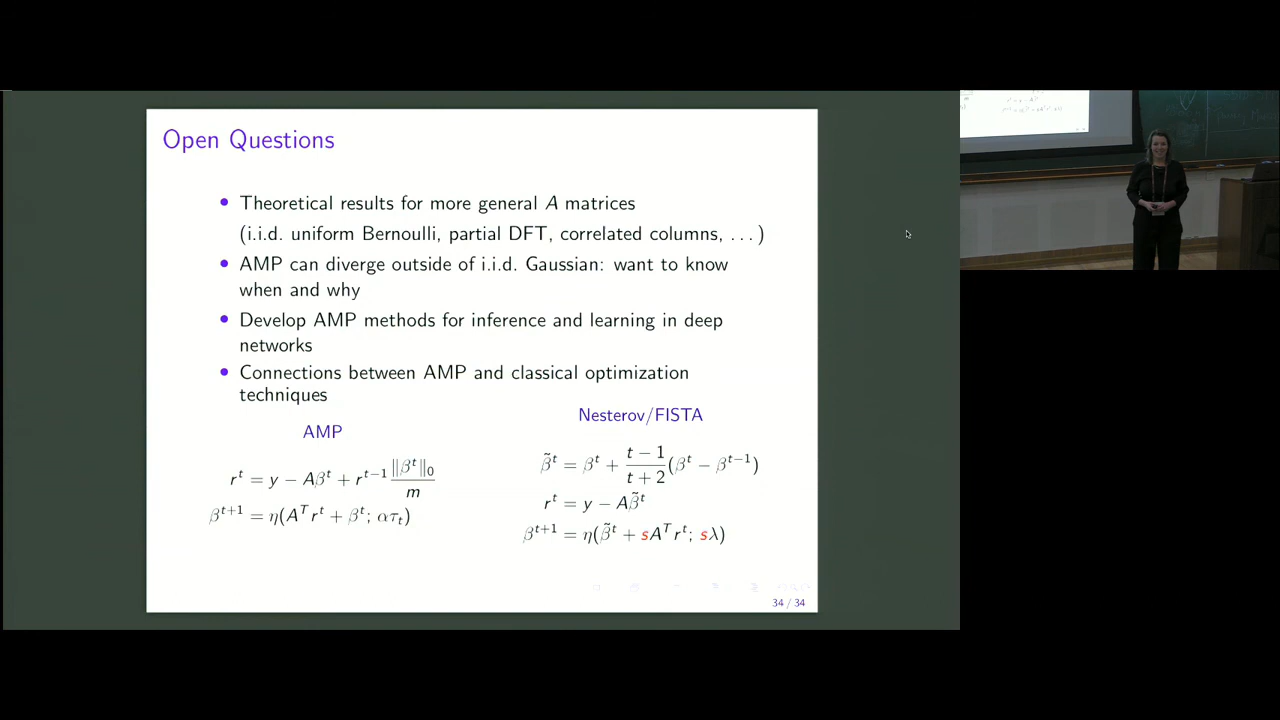 Open Questions
• Theoretical results for more general A matrices
(i.i.d. uniform Bernoulli, partial DFT, correlated columns, . . . )
• AMP can diverge outside of i.i.d. Gaussian: want to know
when and why
• Develop AMP methods for inference and learning in deep
networks
• Connections between AMP and classical optimization
techniques
AMP
r^t = y − Aβ^t + r^{t−1} ‖β^t‖₀ / m
β^{t+1} = η(A^T r^t + β^t; ατ_t)
Nesterov/FISTA
β̃^t = β^t + (t − 1)/(t + 2) (β^t − β^{t−1})
r^t = y − Aβ̃^t
β^{t+1} = η(β̃^t + sA^T r^t; sλ)
34 / 34